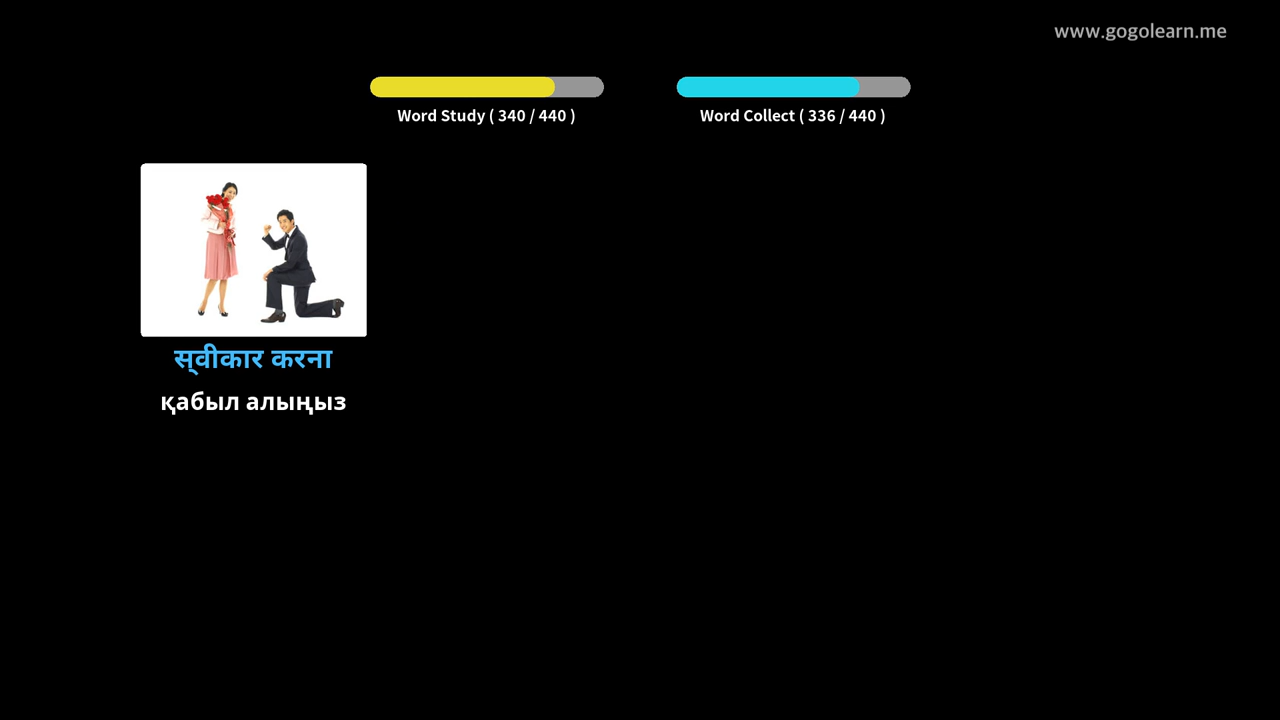 www.gogolearn.me
Word Study ( 340 / 440 )
Word Collect ( 336 / 440 )
स्वीकार करना
қабыл алыңыз